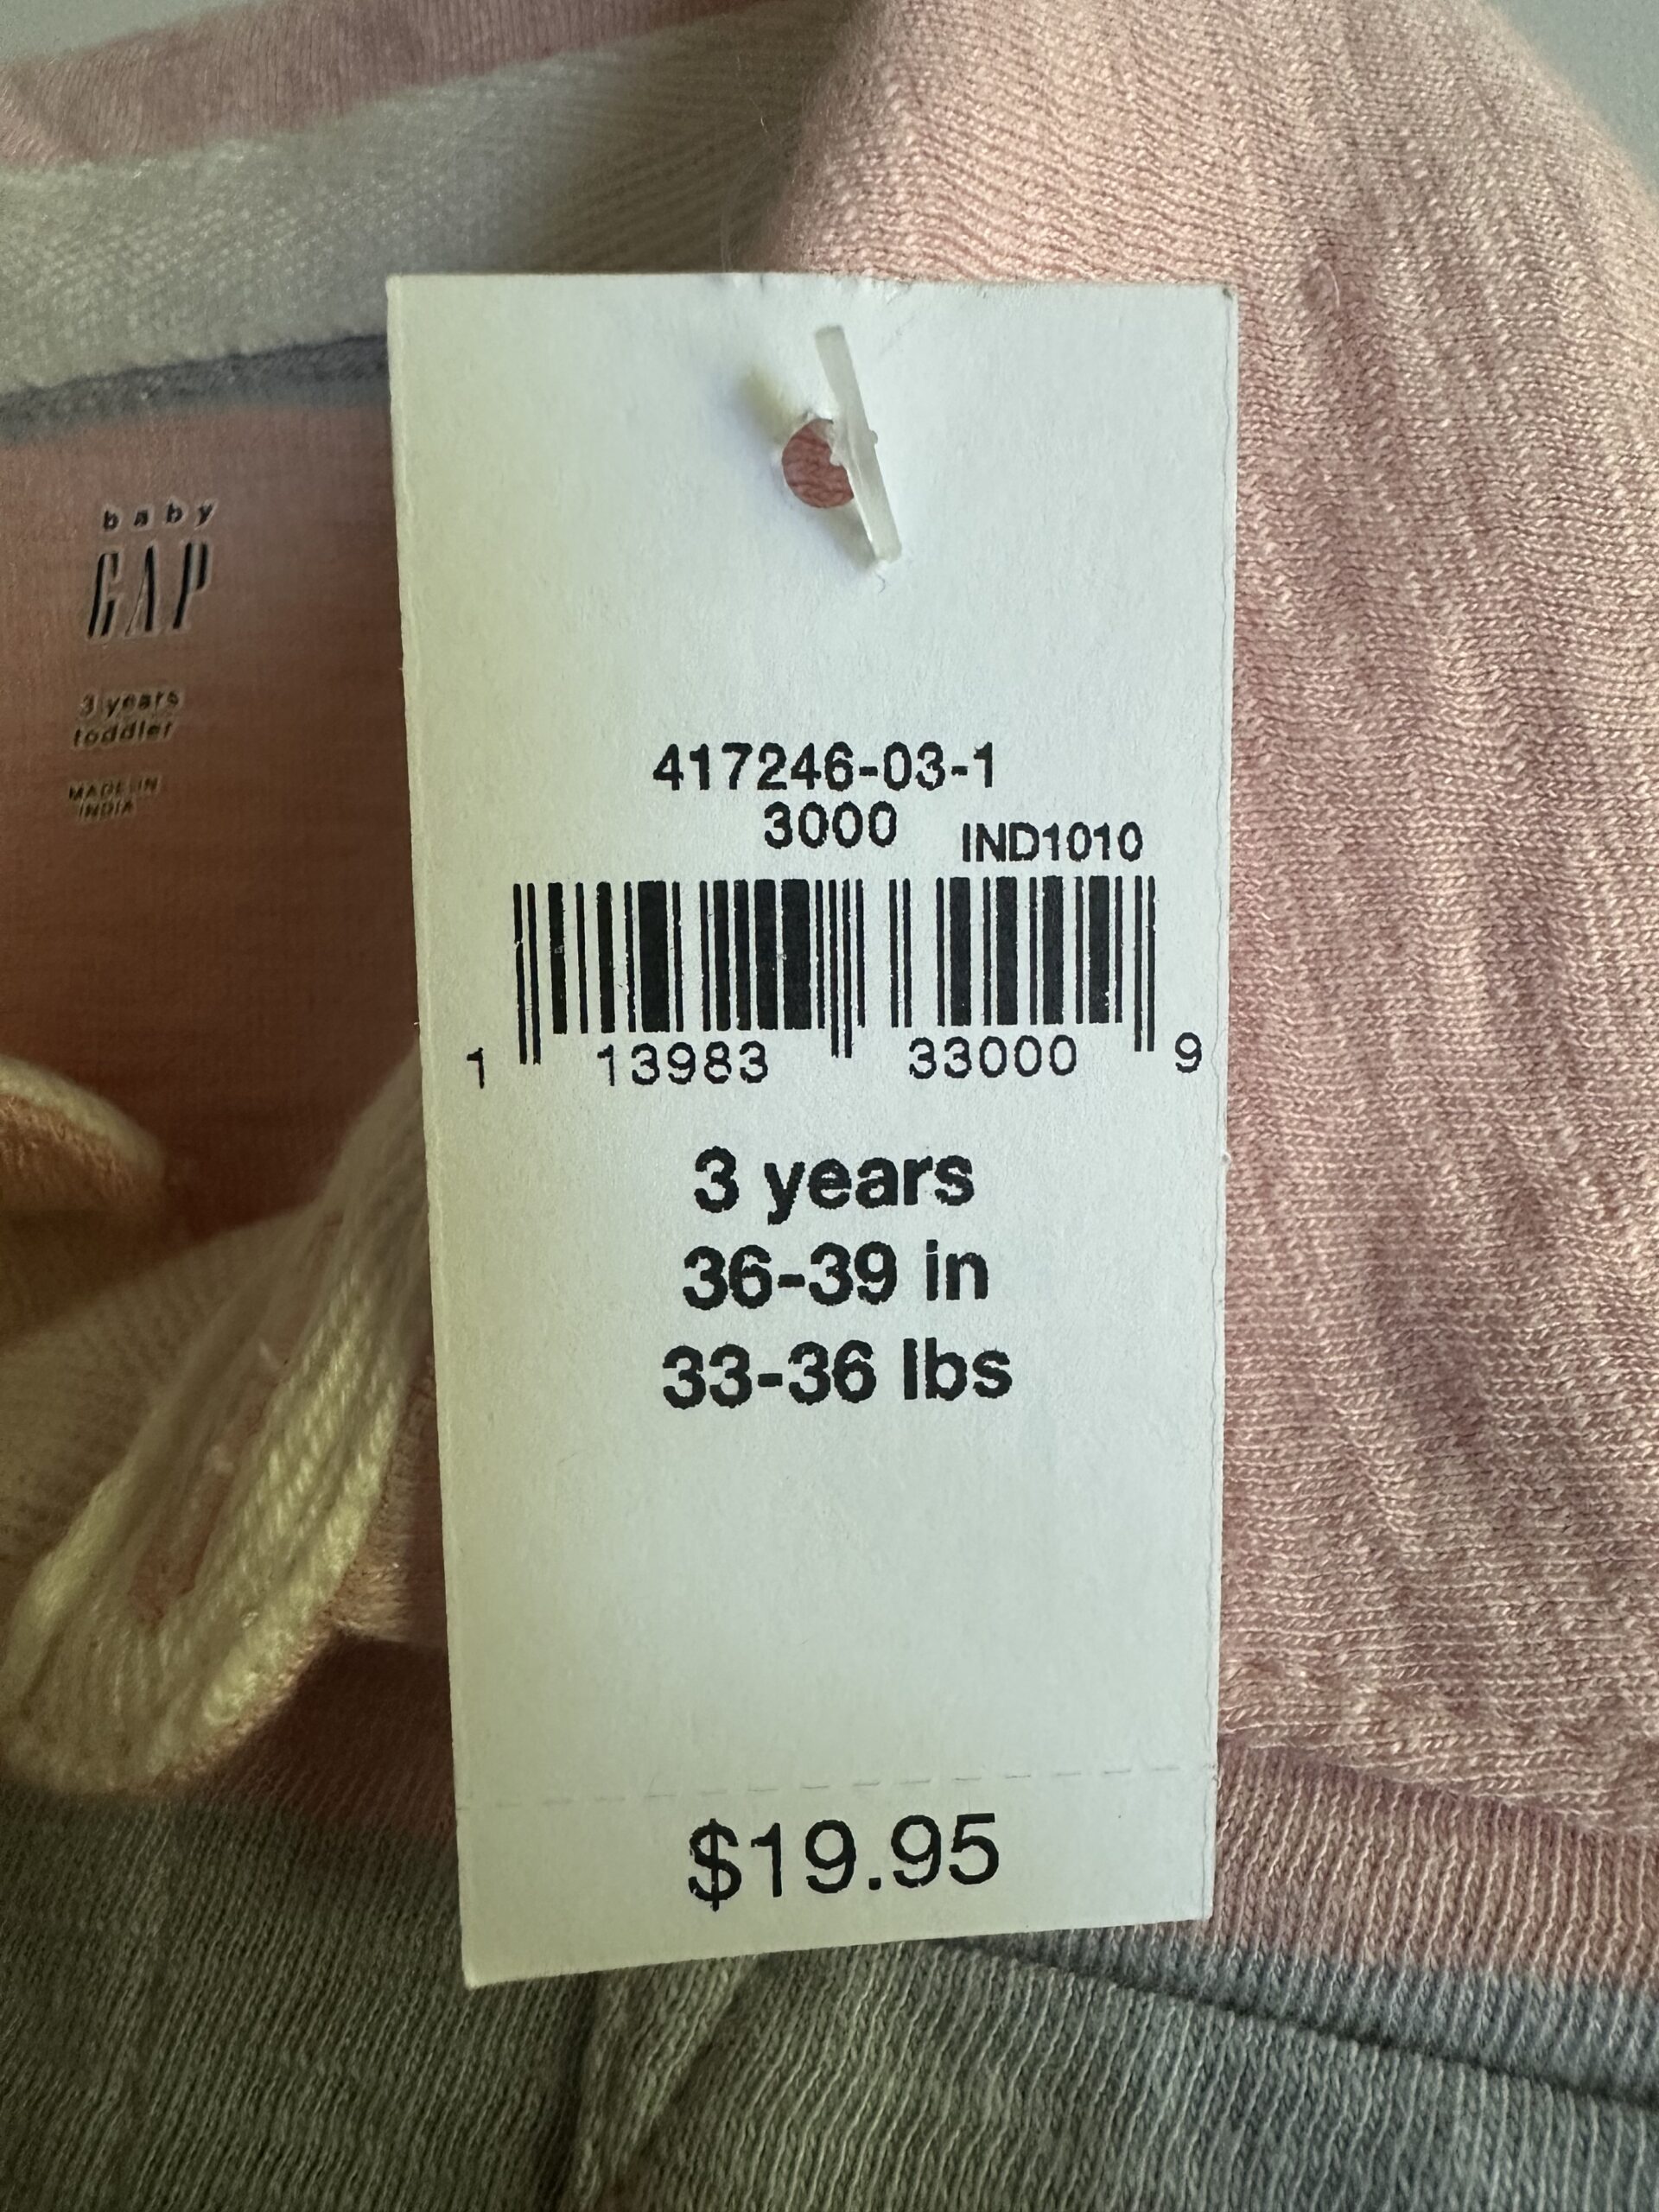 baby
GAP
3 years
toddler
MADE IN
INDIA
417246-03-1
3000
IND1010
1 13983 33000 9
3 years
36-39 in
33-36 lbs
$19.95